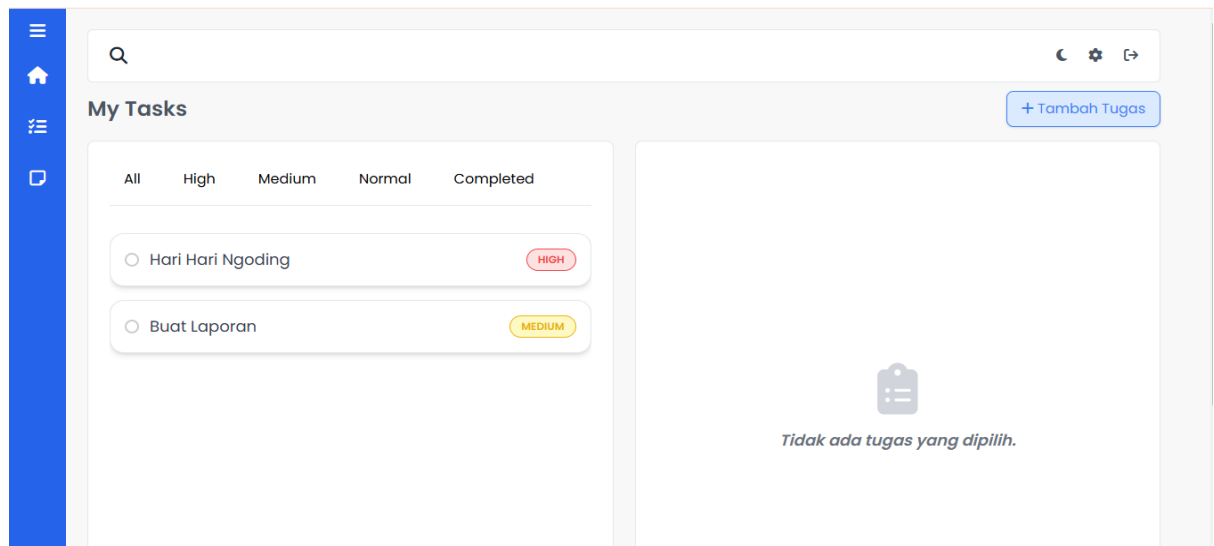 My Tasks
+ Tambah Tugas
All High Medium Normal Completed
Hari Hari Ngoding HIGH
Buat Laporan MEDIUM
Tidak ada tugas yang dipilih.